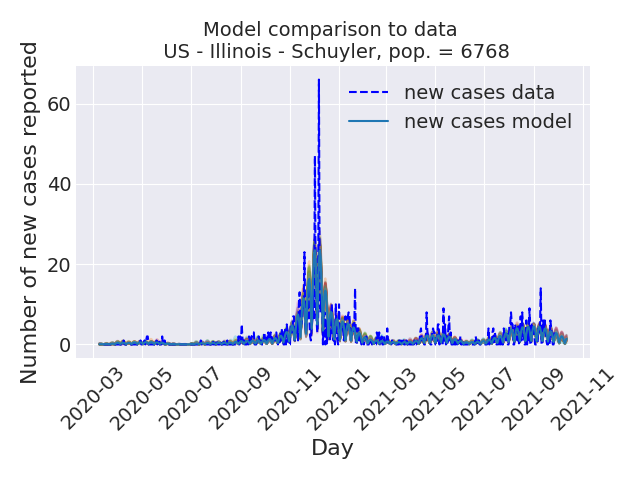 Model comparison to data
US - Illinois - Schuyler, pop. = 6768
Number of new cases reported
60
40
20
0
new cases data
new cases model
2020-03
2020-05
2020-07
2020-09
2020-11
2021-01
2021-03
2021-05
2021-07
2021-09
2021-11
Day